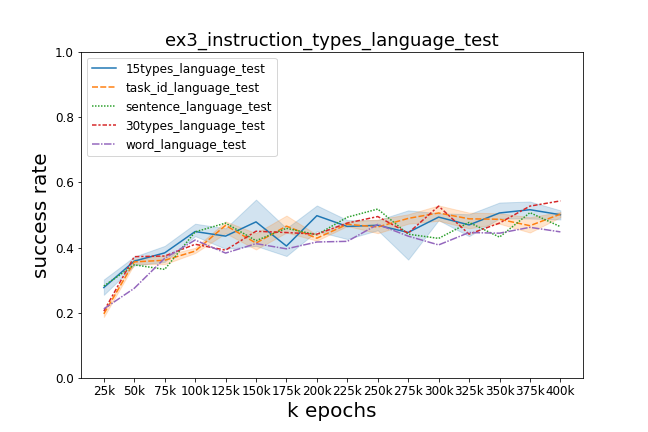 ex3_instruction_types_language_test
success rate
1.0
0.8
0.6
0.4
0.2
0.0
15types_language_test
task_id_language_test
sentence_language_test
30types_language_test
word_language_test
25k 50k 75k 100k 125k 150k 175k 200k 225k 250k 275k 300k 325k 350k 375k 400k
k epochs